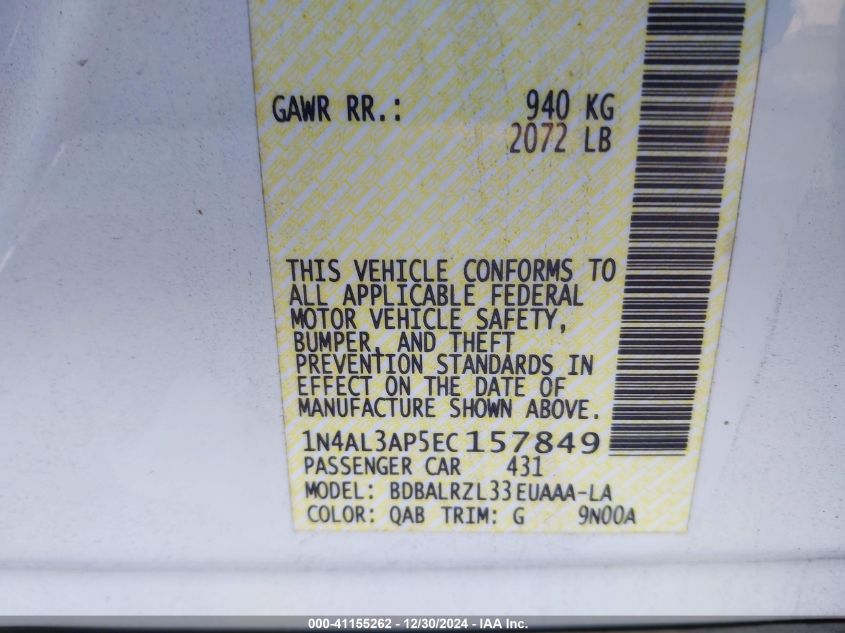 GAWR RR.: 940 KG
2072 LB
THIS VEHICLE CONFORMS TO
ALL APPLICABLE FEDERAL
MOTOR VEHICLE SAFETY,
BUMPER, AND THEFT
PREVENTION STANDARDS IN
EFFECT ON THE DATE OF
MANUFACTURE SHOWN ABOVE.
1N4AL3AP5EC157849
PASSENGER CAR 431
MODEL: BDBALRZL33EUAAA-LA
COLOR: QAB TRIM: G 9N00A
000-41155262 - 12/30/2024 - IAA Inc.